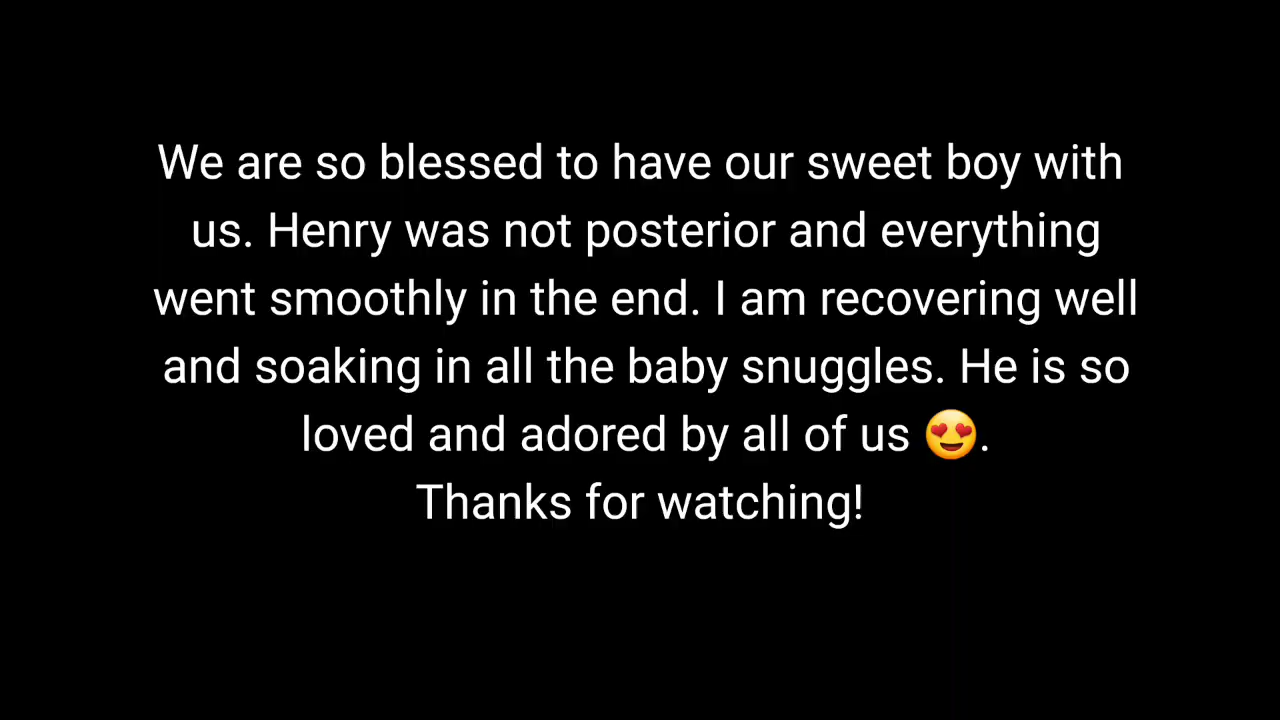 We are so blessed to have our sweet boy with
us. Henry was not posterior and everything
went smoothly in the end. I am recovering well
and soaking in all the baby snuggles. He is so
loved and adored by all of us 😍.
Thanks for watching!